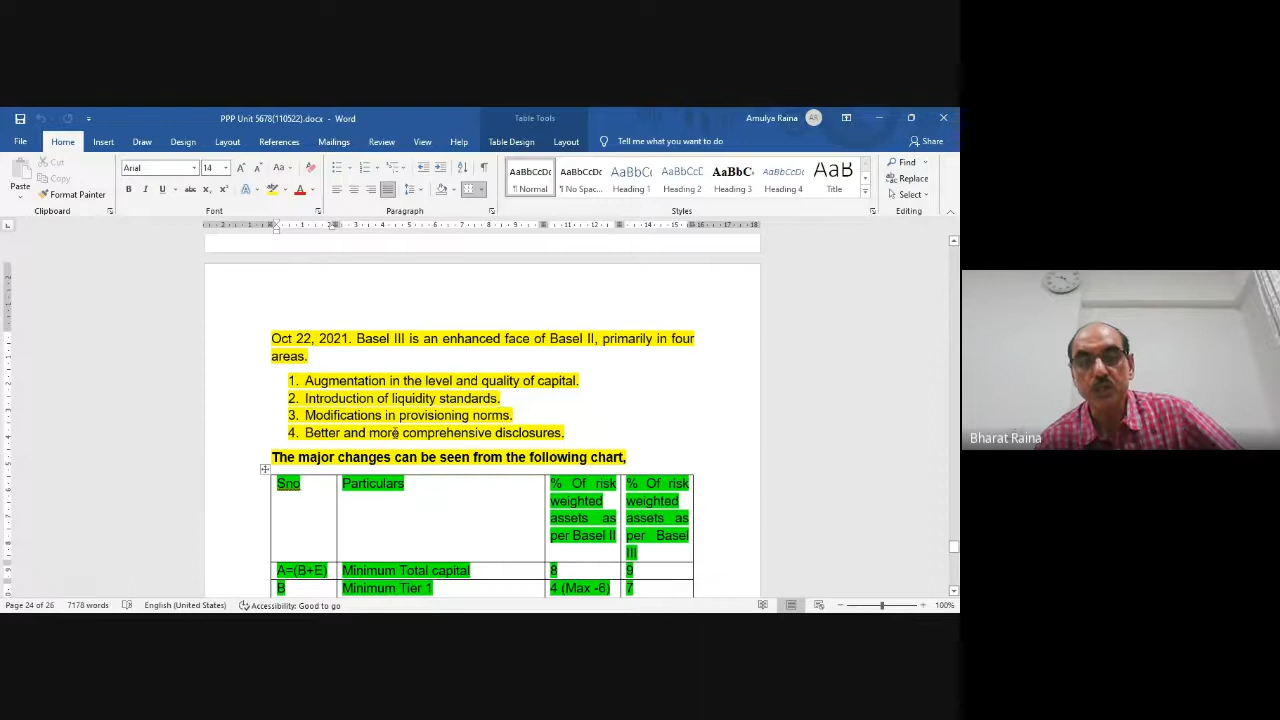 PPP Unit 5678(110522).docx - Word
Table Tools
Amulya Raina
AR
File
Home
Insert
Draw
Design
Layout
References
Mailings
Review
View
Help
Table Design
Layout
Tell me what you want to do
Share
Paste
Cut
Copy
Format Painter
Clipboard
Arial
14
Font
Paragraph
AaBbCcDc
¶ Normal
AaBbCcDc
¶ No Spac...
AaBbCc
Heading 1
AaBbCcD
Heading 2
AaBbCc
Heading 3
AaBbCcDc
Heading 4
AaB
Title
Styles
Find
Replace
Select
Editing
Oct 22, 2021. Basel III is an enhanced face of Basel II, primarily in four
areas.
1. Augmentation in the level and quality of capital.
2. Introduction of liquidity standards.
3. Modifications in provisioning norms.
4. Better and more comprehensive disclosures.
The major changes can be seen from the following chart,
Sno
Particulars
% Of risk
weighted
assets as
per Basel II
% Of risk
weighted
assets as
per Basel
III
A=(B+E)
Minimum Total capital
8
9
B
Minimum Tier 1
4 (Max -6)
7
Page 24 of 26
7178 words
English (United States)
Accessibility: Good to go
100%
Bharat Raina